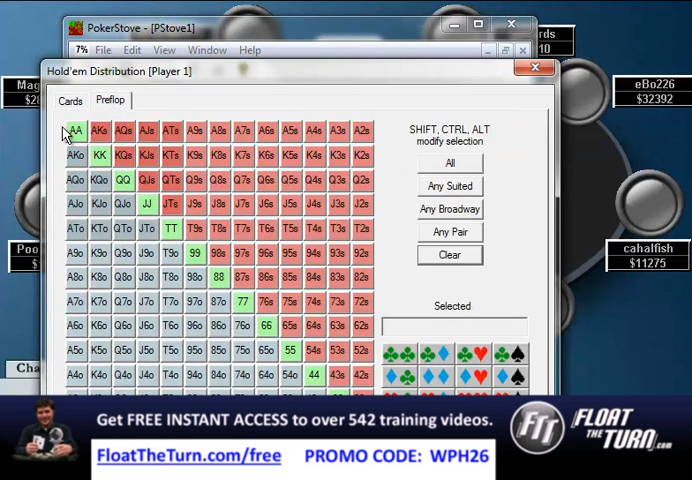 PokerStove - [PStove1]
7% File Edit View Window Help
Hold'em Distribution [Player 1]
Cards Preflop
eBo226
$32392
cahalfish
$11275
AA AKs AQs AJs ATs A9s A8s A7s A6s A5s A4s A3s A2s
AKo KK KQs KJs KTs K9s K8s K7s K6s K5s K4s K3s K2s
AQo KQo QQ QJs QTs Q9s Q8s Q7s Q6s Q5s Q4s Q3s Q2s
AJo KJo QJo JJ JTs J9s J8s J7s J6s J5s J4s J3s J2s
ATo KTo QTo JTo TT T9s T8s T7s T6s T5s T4s T3s T2s
A9o K9o Q9o J9o T9o 99 98s 97s 96s 95s 94s 93s 92s
A8o K8o Q8o J8o T8o 98o 88 87s 86s 85s 84s 83s 82s
A7o K7o Q7o J7o T7o 97o 87o 77 76s 75s 74s 73s 72s
A6o K6o Q6o J6o T6o 96o 86o 76o 66 65s 64s 63s 62s
A5o K5o Q5o J5o T5o 95o 85o 75o 65o 55 54s 53s 52s
A4o K4o Q4o J4o T4o 94o 84o 74o 64o 54o 44 43s 42s
SHIFT, CTRL, ALT
modify selection
All
Any Suited
Any Broadway
Any Pair
Clear
Selected
Get FREE INSTANT ACCESS to over 542 training videos.
FloatTheTurn.com/free PROMO CODE: WPH26
FTT FLOAT
THE TURN.com